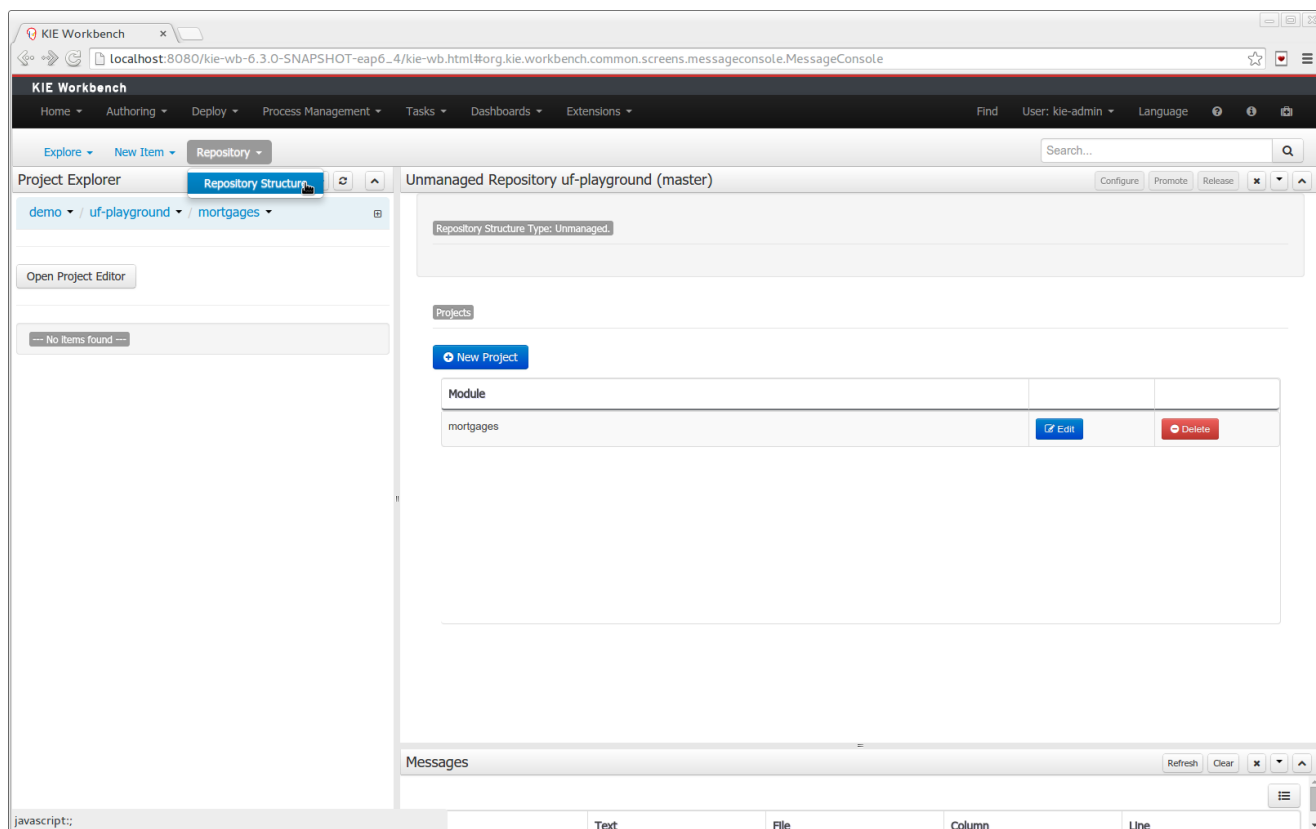 KIE Workbench
localhost:8080/kie-wb-6.3.0-SNAPSHOT-eap6_4/kie-wb.html#org.kie.workbench.common.screens.messageconsole.MessageConsole
KIE Workbench
Home Authoring Deploy Process Management Tasks Dashboards Extensions Find User: kie-admin Language
Explore New Item Repository Search...
Repository Structure
Project Explorer
Unmanaged Repository uf-playground (master) Configure Promote Release
demo / uf-playground / mortgages
Repository Structure Type: Unmanaged.
Open Project Editor
Projects
--- No items found ---
New Project
Module
mortgages Edit Delete
Messages Refresh Clear
javascript:;
Text File Column Line